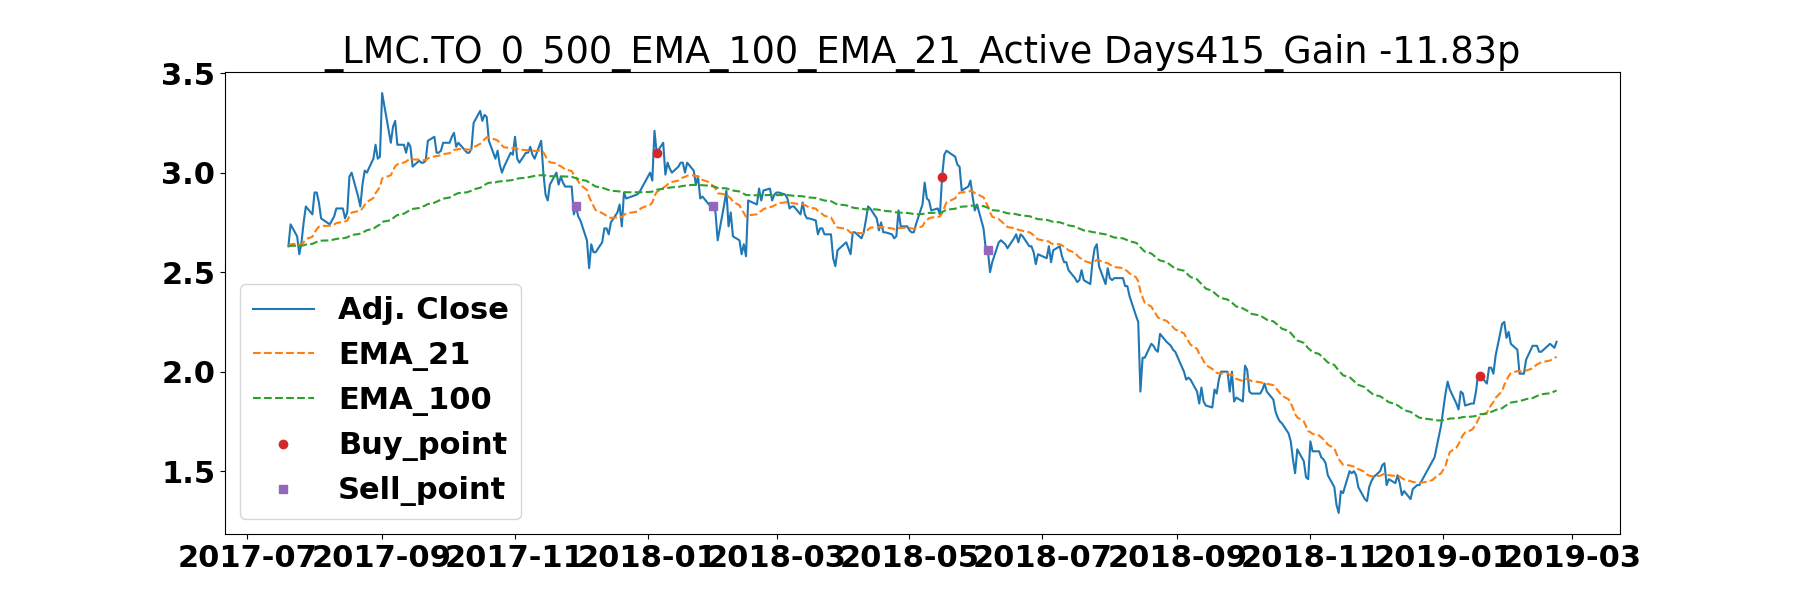 _LMC.TO_0_500_EMA_100_EMA_21_Active Days415_Gain -11.83p
3.5
3.0
2.5
2.0
1.5
Adj. Close
EMA_21
EMA_100
Buy_point
Sell_point
2017-07 2017-09 2017-11 2018-01 2018-03 2018-05 2018-07 2018-09 2018-11 2019-01 2019-03